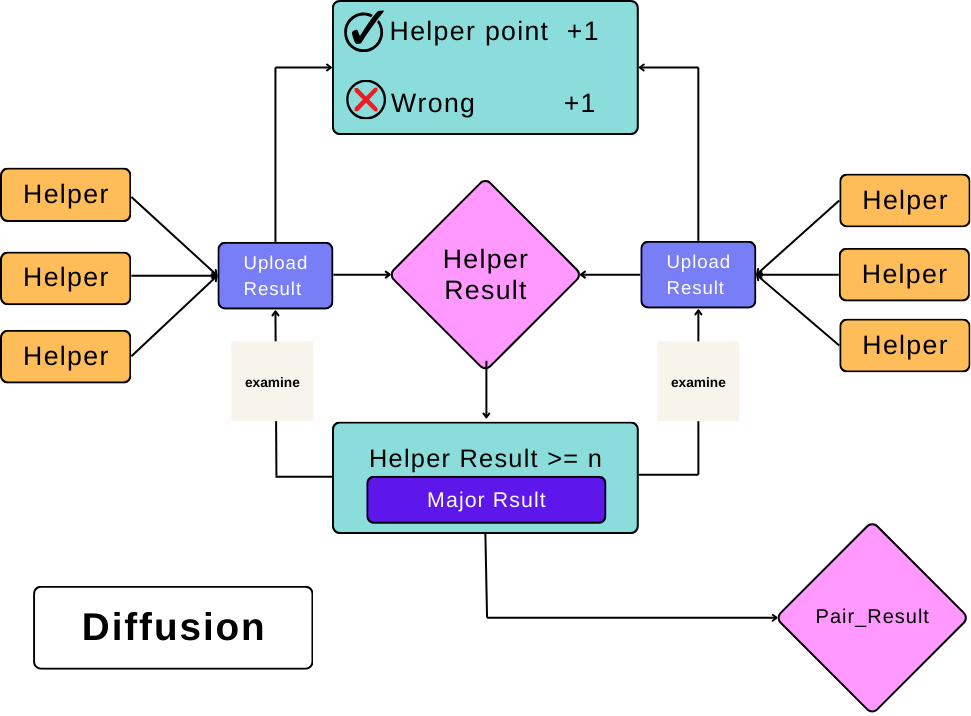 Helper point +1
Wrong +1
Helper
Helper
Helper
Upload
Result
Helper
Result
Upload
Result
Helper
Helper
Helper
examine
examine
Helper Result >= n
Major Rsult
Diffusion
Pair_Result